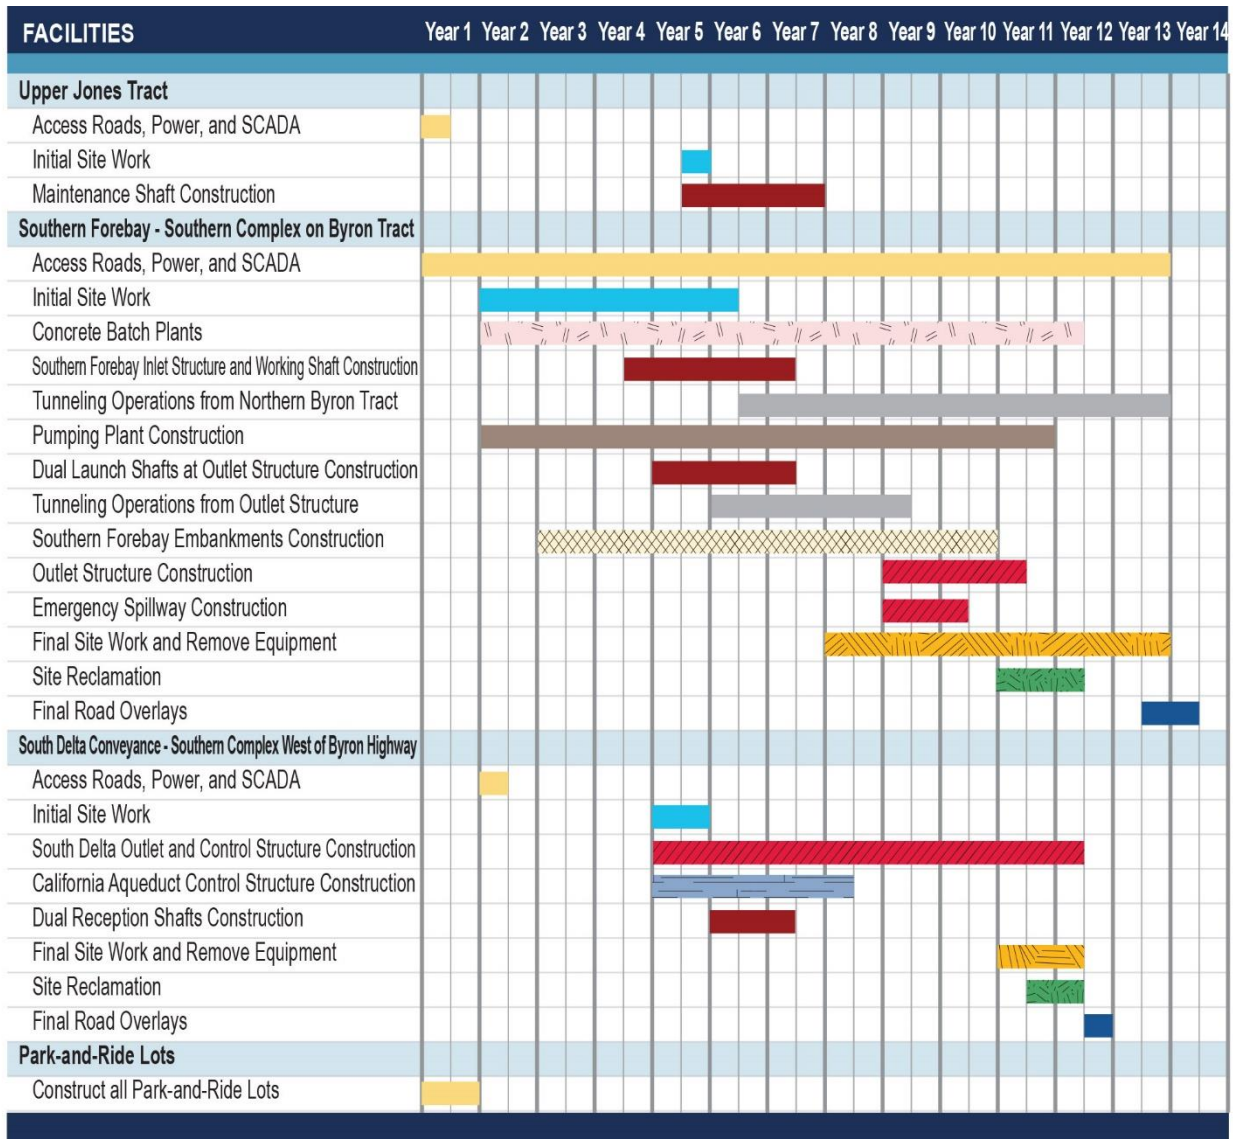 FACILITIES Year 1 Year 2 Year 3 Year 4 Year 5 Year 6 Year 7 Year 8 Year 9 Year 10 Year 11 Year 12 Year 13 Year 14
Upper Jones Tract
Access Roads, Power, and SCADA
Initial Site Work
Maintenance Shaft Construction
Southern Forebay - Southern Complex on Byron Tract
Access Roads, Power, and SCADA
Initial Site Work
Concrete Batch Plants
Southern Forebay Inlet Structure and Working Shaft Construction
Tunneling Operations from Northern Byron Tract
Pumping Plant Construction
Dual Launch Shafts at Outlet Structure Construction
Tunneling Operations from Outlet Structure
Southern Forebay Embankments Construction
Outlet Structure Construction
Emergency Spillway Construction
Final Site Work and Remove Equipment
Site Reclamation
Final Road Overlays
South Delta Conveyance - Southern Complex West of Byron Highway
Access Roads, Power, and SCADA
Initial Site Work
South Delta Outlet and Control Structure Construction
California Aqueduct Control Structure Construction
Dual Reception Shafts Construction
Final Site Work and Remove Equipment
Site Reclamation
Final Road Overlays
Park-and-Ride Lots
Construct all Park-and-Ride Lots